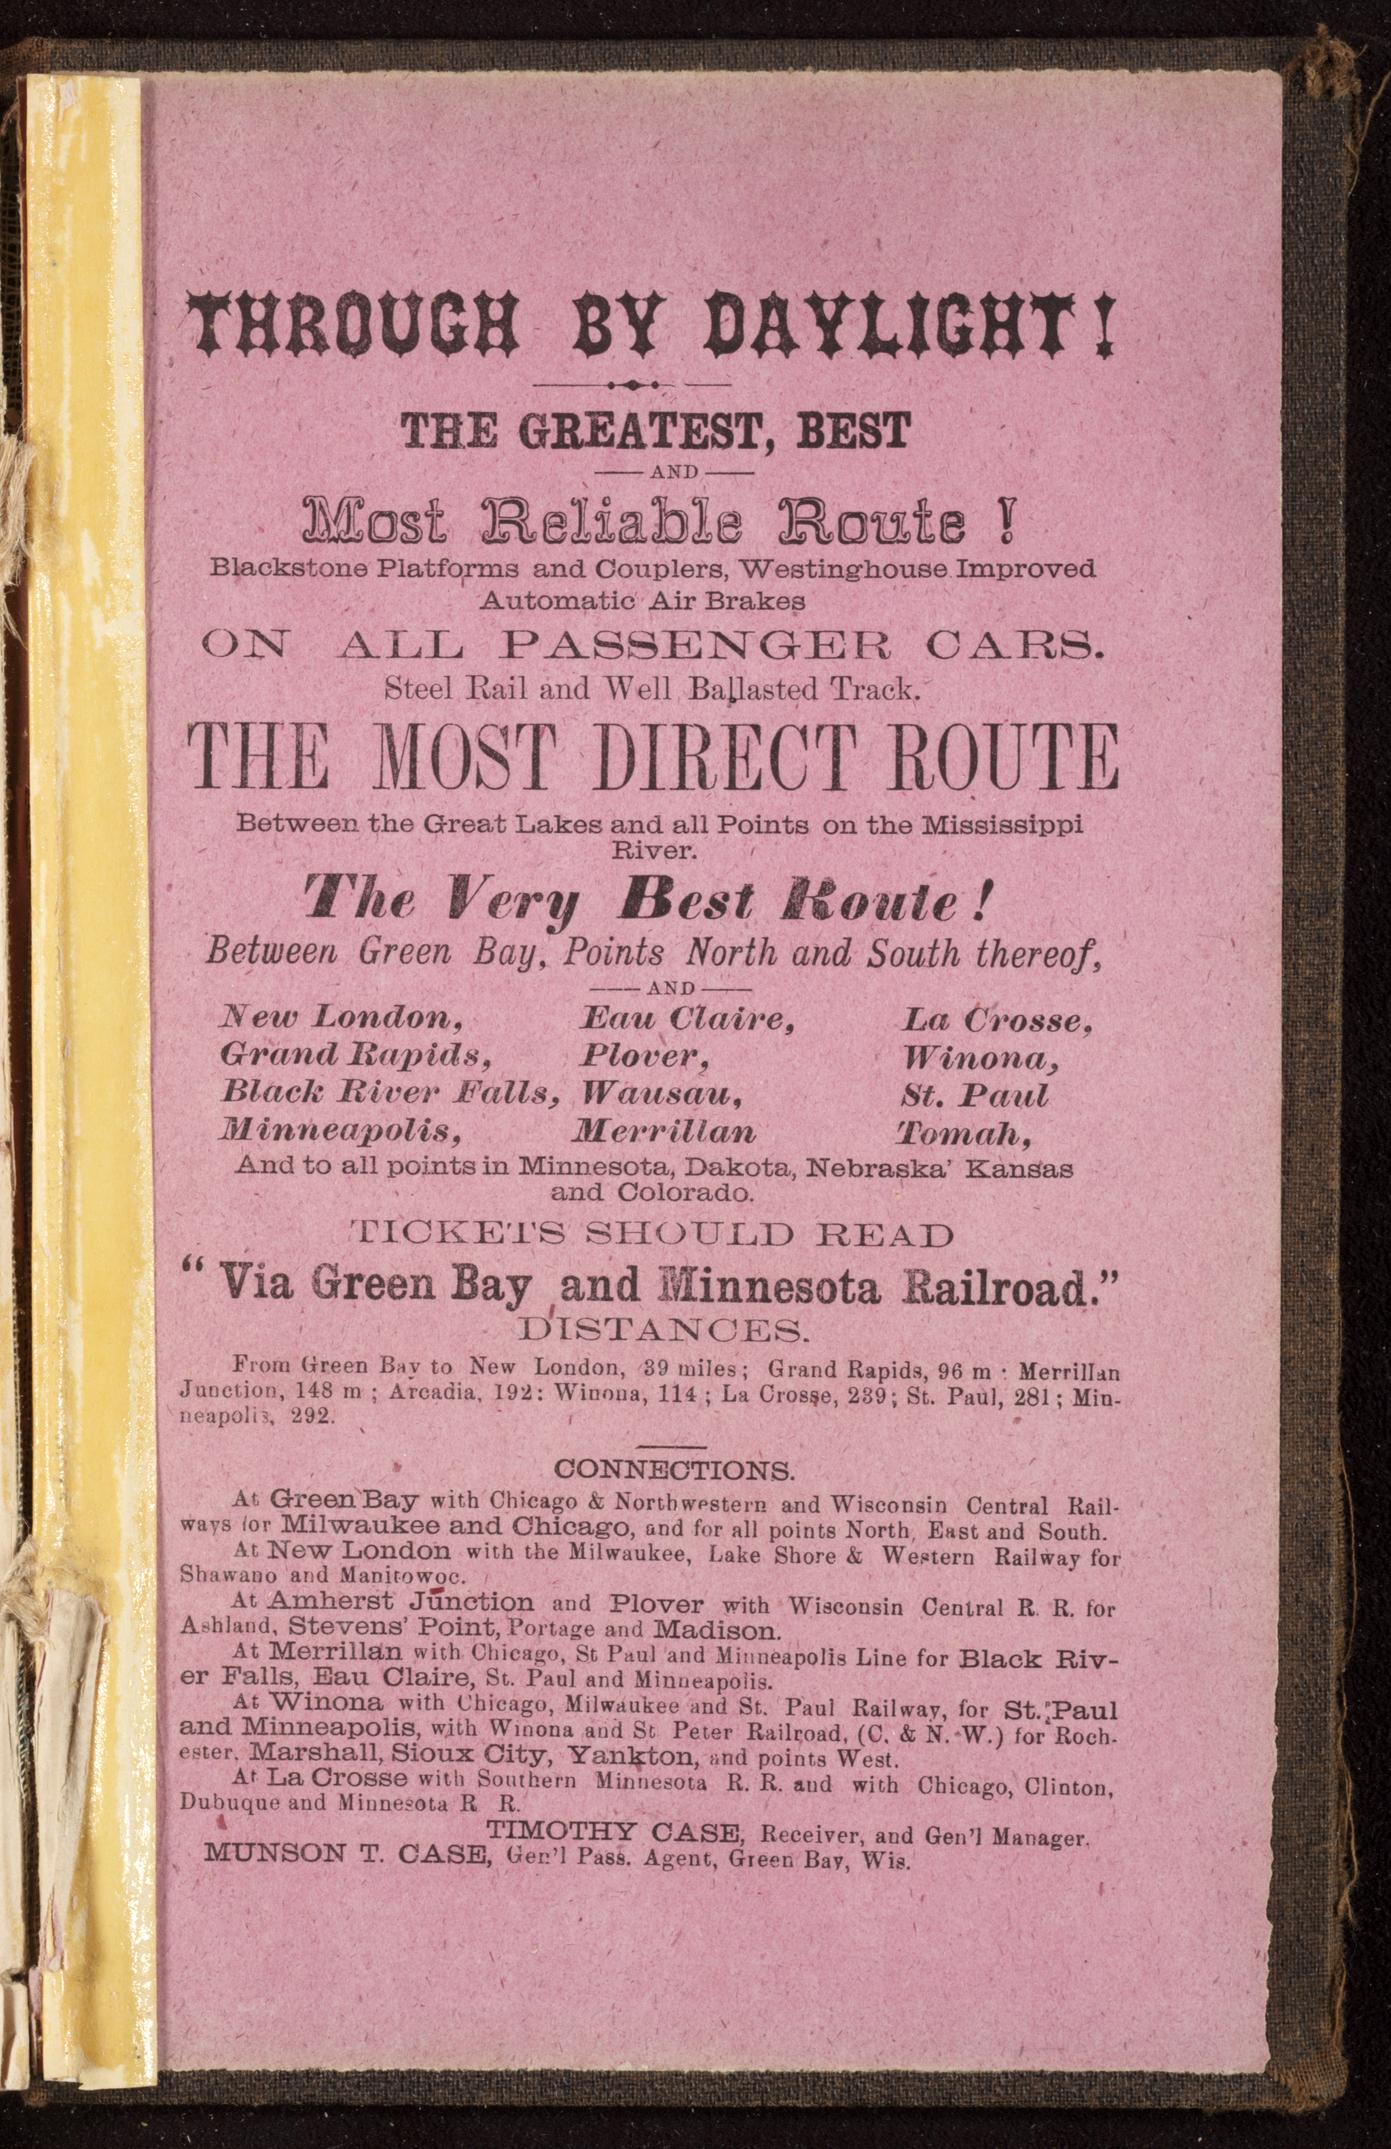 THROUGH BY DAYLIGHT!
THE GREATEST, BEST
AND
Most Reliable Route!
Blackstone Platforms and Couplers, Westinghouse Improved
Automatic Air Brakes
ON ALL PASSENGER CARS.
Steel Rail and Well Ballasted Track.
THE MOST DIRECT ROUTE
Between the Great Lakes and all Points on the Mississippi
River.
The Very Best Route!
Between Green Bay, Points North and South thereof,
AND
New London, Eau Claire, La Crosse,
Grand Rapids, Plover, Winona,
Black River Falls, Wausau, St. Paul
Minneapolis, Merrillan Tomah,
And to all points in Minnesota, Dakota, Nebraska' Kansas
and Colorado.
TICKETS SHOULD READ
"Via Green Bay and Minnesota Railroad."
DISTANCES.
From Green Bay to New London, 39 miles; Grand Rapids, 96 m : Merrillan
Junction, 148 m ; Arcadia, 192: Winona, 114; La Crosse, 239; St. Paul, 281; Min-
neapolis, 292.
CONNECTIONS.
At Green Bay with Chicago & Northwestern and Wisconsin Central Rail-
ways for Milwaukee and Chicago, and for all points North, East and South.
At New London with the Milwaukee, Lake Shore & Western Railway for
Shawano and Manitowoc.
At Amherst Junction and Plover with Wisconsin Central R. R. for
Ashland, Stevens' Point, Portage and Madison.
At Merrillan with Chicago, St Paul and Minneapolis Line for Black Riv-
er Falls, Eau Claire, St. Paul and Minneapolis.
At Winona with Chicago, Milwaukee and St. Paul Railway, for St. Paul
and Minneapolis, with Winona and St Peter Railroad, (C. & N. W.) for Roch-
ester, Marshall, Sioux City, Yankton, and points West.
At La Crosse with Southern Minnesota R. R. and with Chicago, Clinton,
Dubuque and Minnesota R R.
TIMOTHY CASE, Receiver, and Gen'l Manager.
MUNSON T. CASE, Gen'l Pass. Agent, Green Bay, Wis.